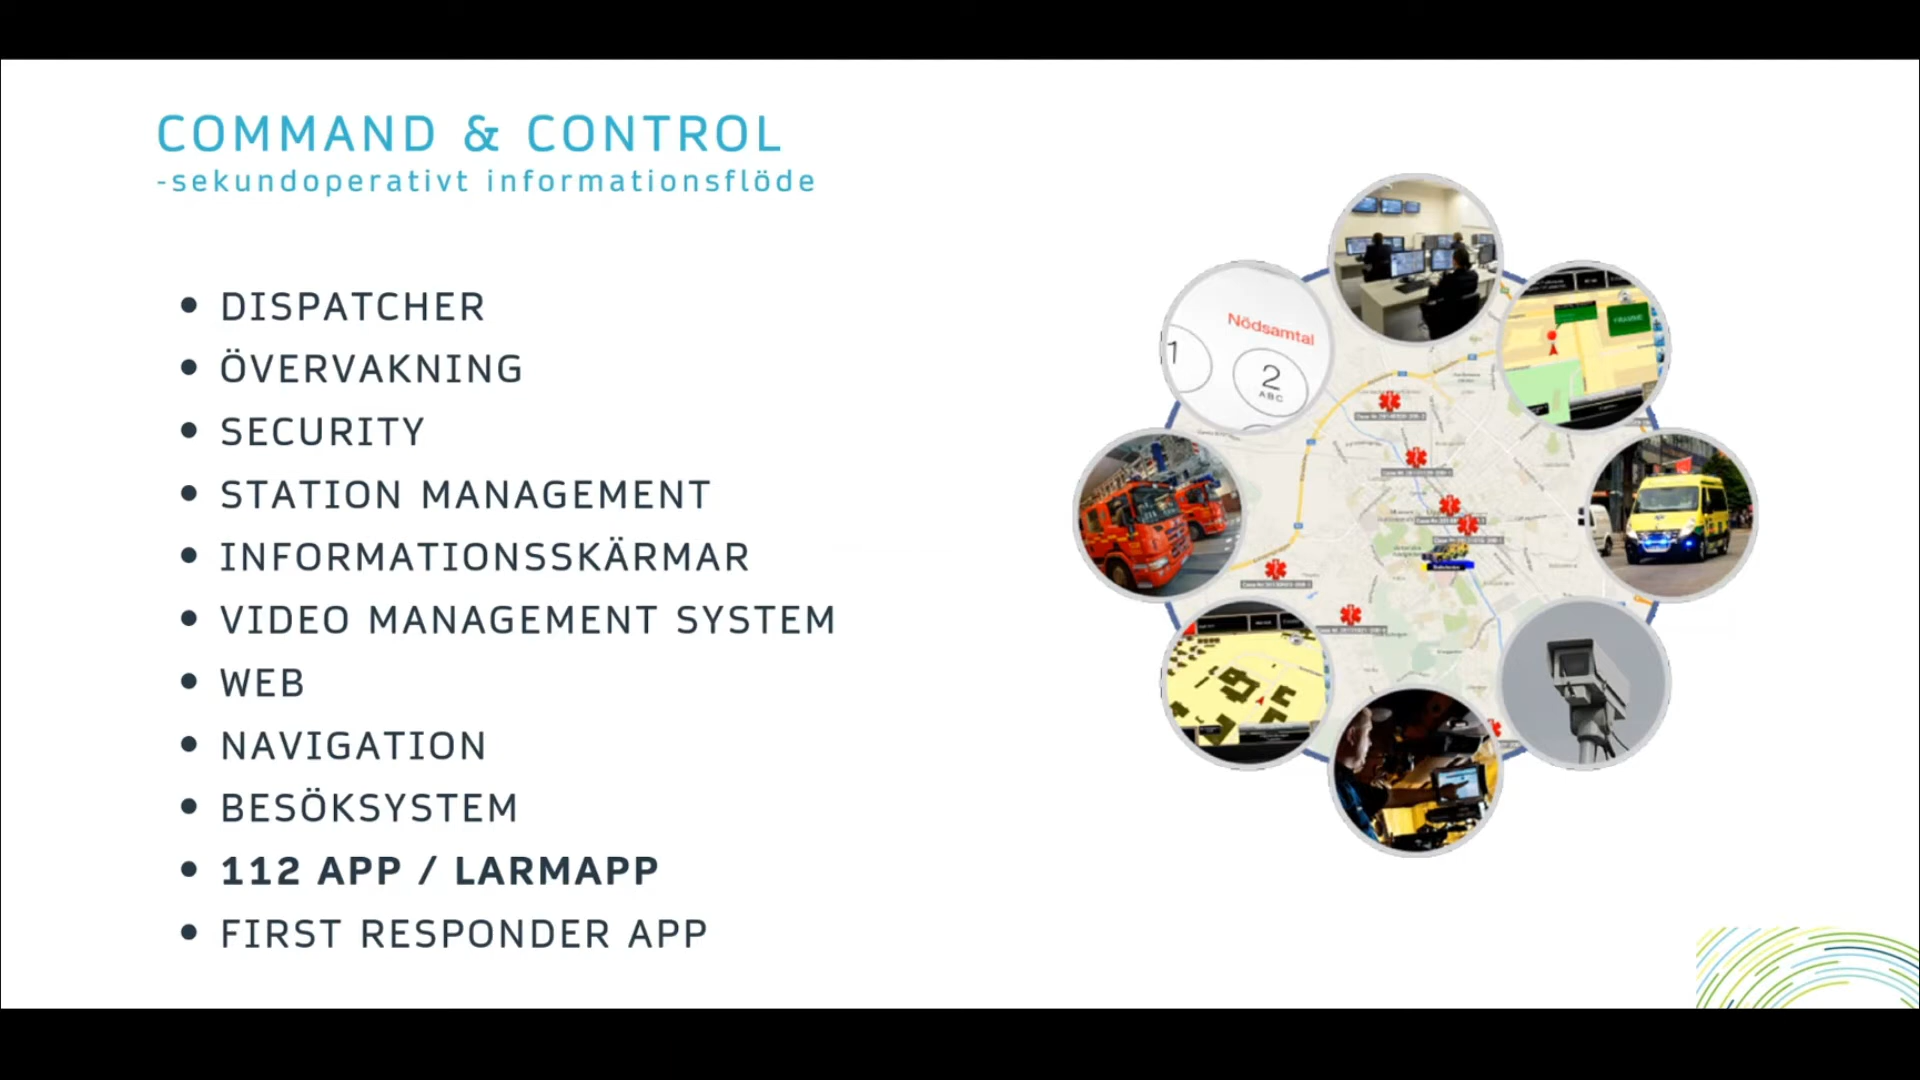 COMMAND & CONTROL
-sekundoperativt informationsflöde
• DISPATCHER
• ÖVERVAKNING
• SECURITY
• STATION MANAGEMENT
• INFORMATIONSSKÄRMAR
• VIDEO MANAGEMENT SYSTEM
• WEB
• NAVIGATION
• BESÖKSYSTEM
• 112 APP / LARMAPP
• FIRST RESPONDER APP
Nödsamtal
1
2
ABC